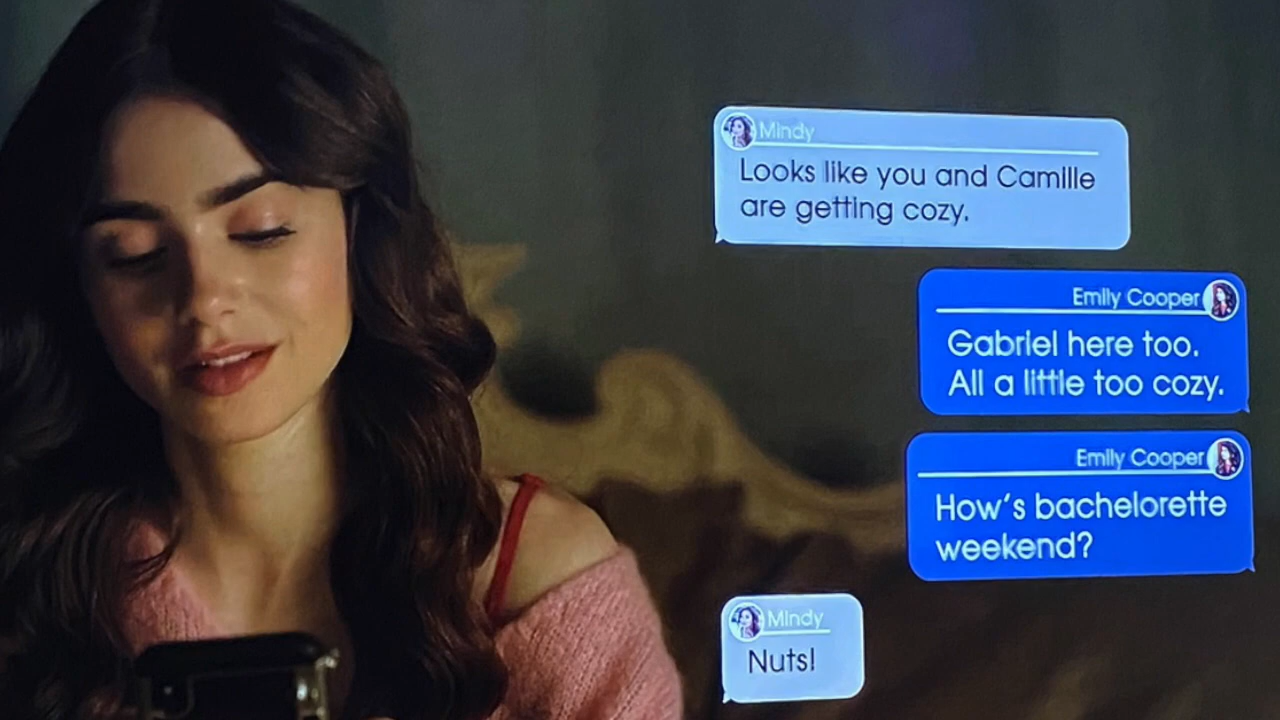 Mindy
Looks like you and Camille
are getting cozy.
Emily Cooper
Gabriel here too.
All a little too cozy.
Emily Cooper
How's bachelorette
weekend?
Mindy
Nuts!